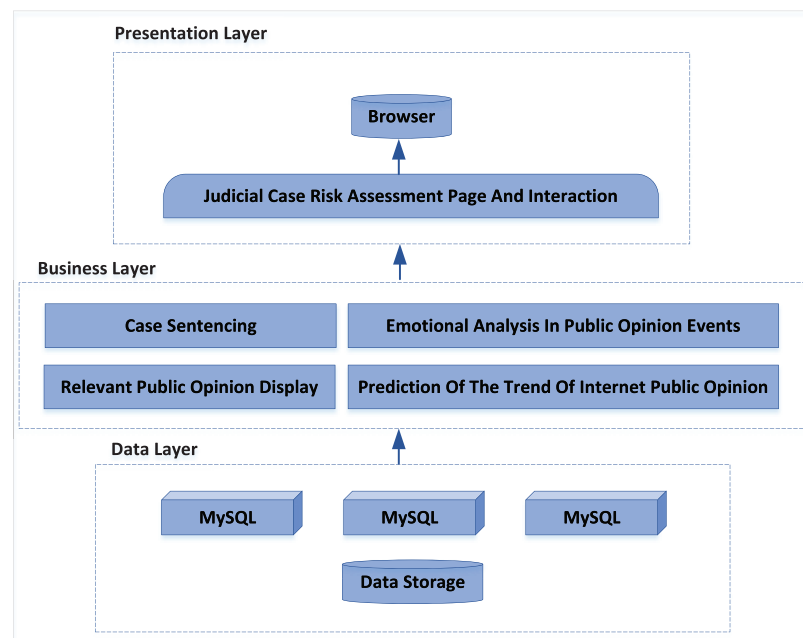 Presentation Layer
Browser
Judicial Case Risk Assessment Page And Interaction
Business Layer
Case Sentencing
Emotional Analysis In Public Opinion Events
Relevant Public Opinion Display
Prediction Of The Trend Of Internet Public Opinion
Data Layer
MySQL
MySQL
MySQL
Data Storage